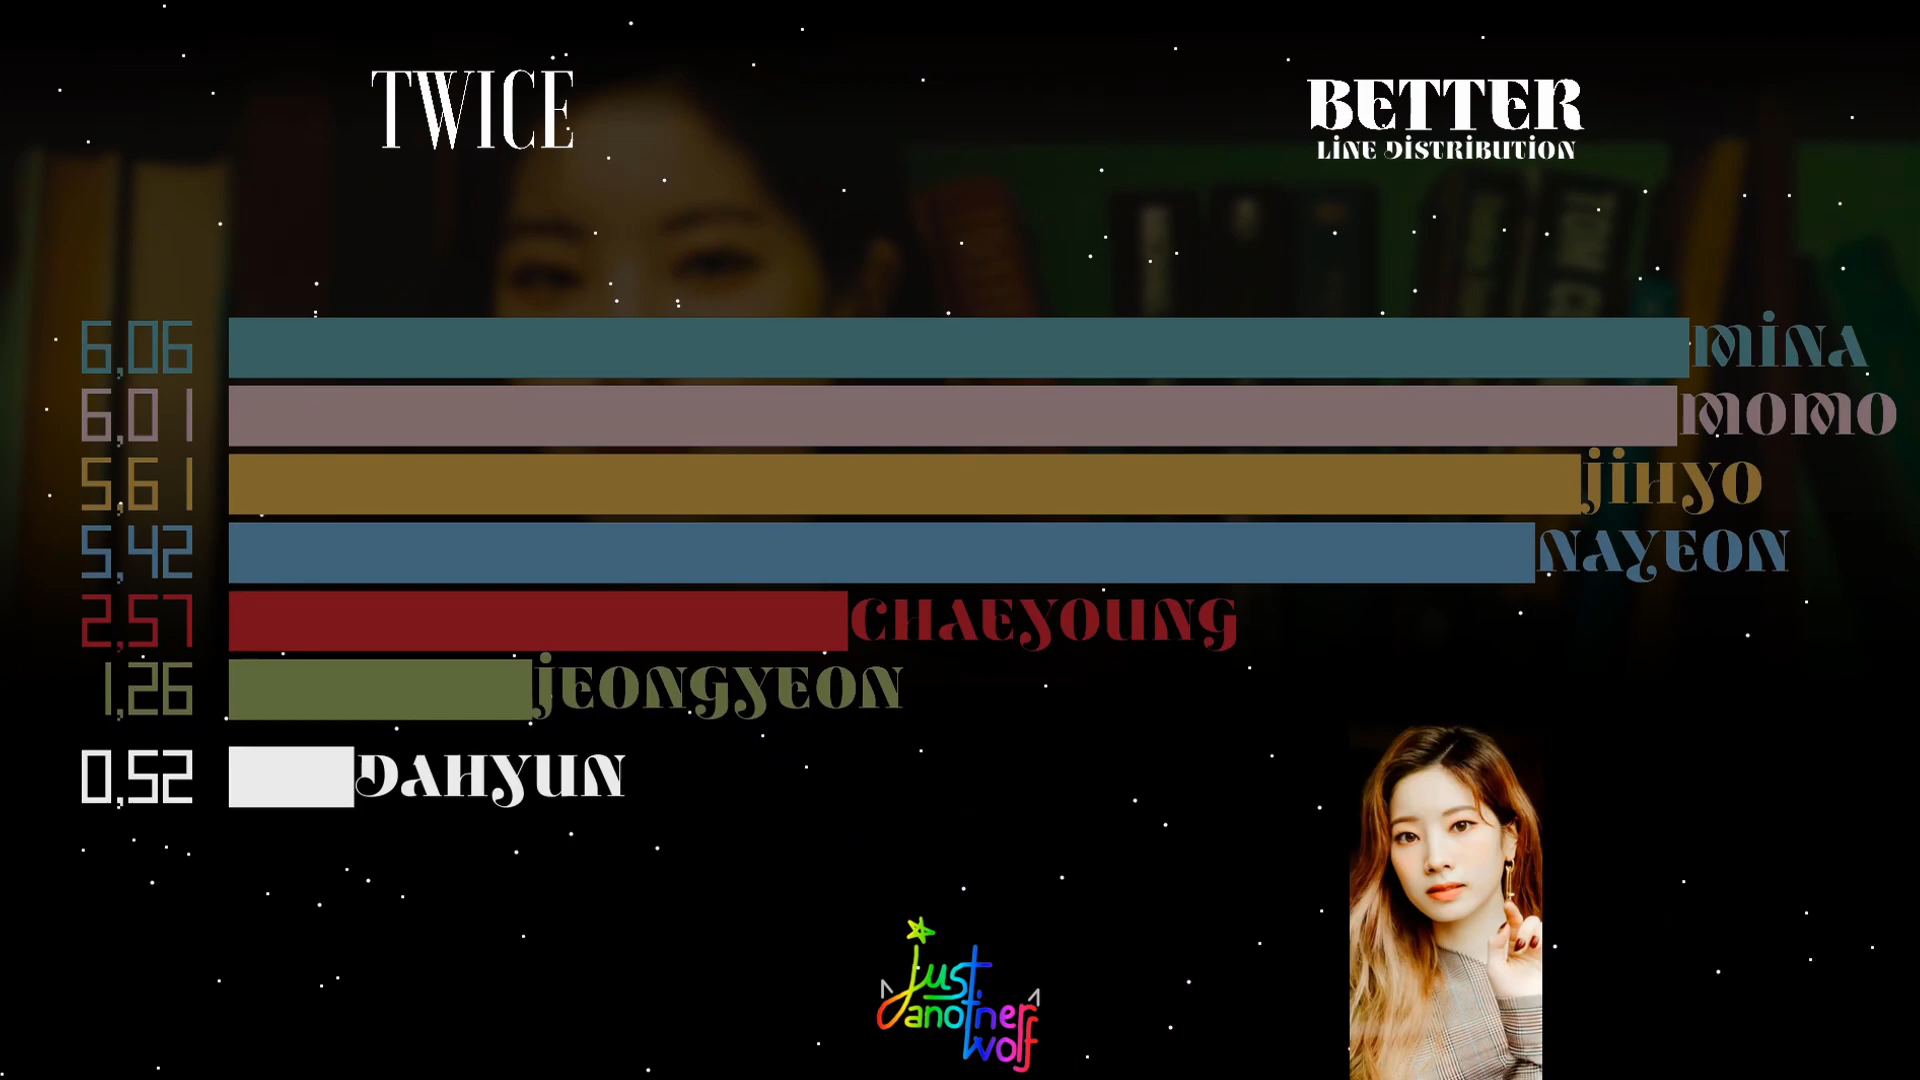 TWICE
BETTER
LINE DISTRIBUTION
6,06 MINA
6,01 MOMO
5,61 JIHYO
5,42 NAYEON
2,57 CHAEYOUNG
1,26 JEONGYEON
0,52 DAHYUN
just
another
wolf